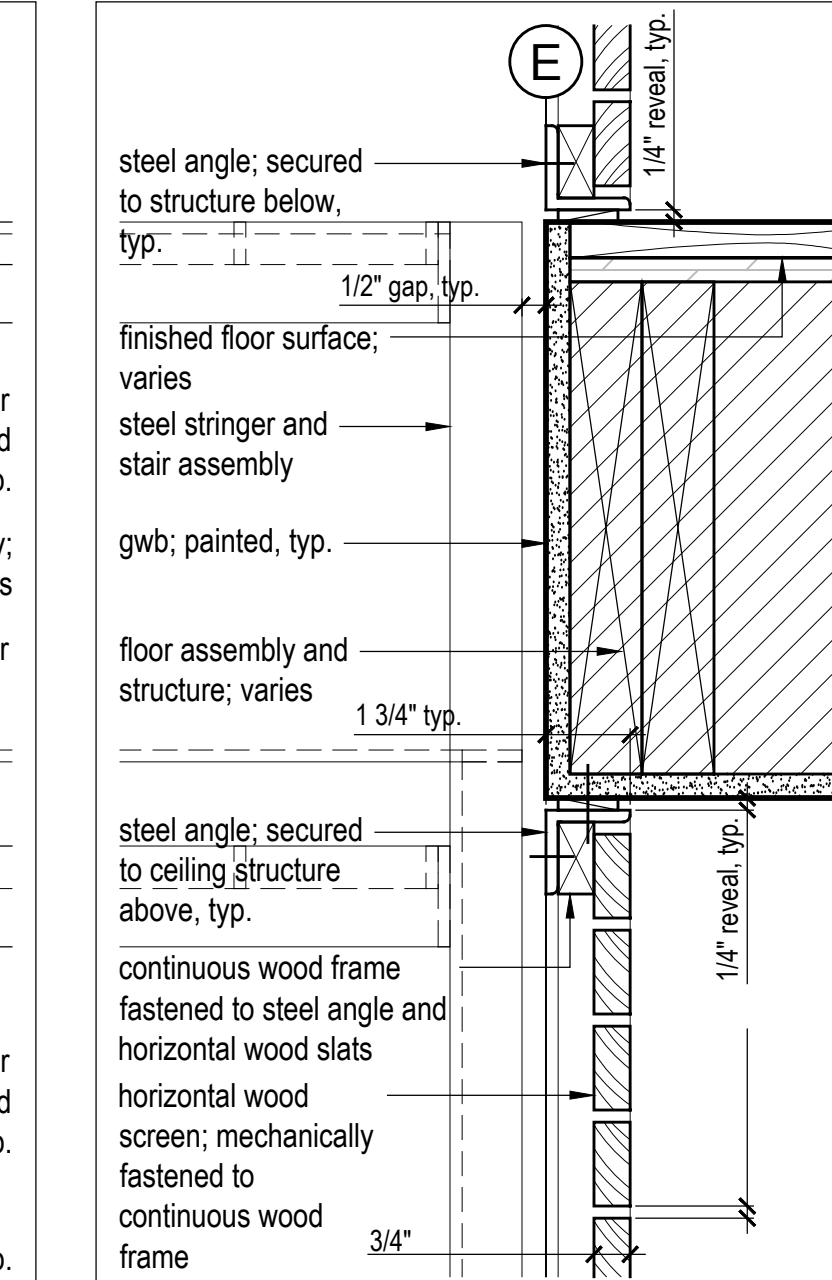 E
1/4" reveal, typ.
steel angle; secured
to structure below,
typ.
1/2" gap, typ.
finished floor surface;
varies
steel stringer and
stair assembly
gwb; painted, typ.
floor assembly and
structure; varies
1 3/4" typ.
steel angle; secured
to ceiling structure
above, typ.
1/4" reveal, typ.
continuous wood frame
fastened to steel angle and
horizontal wood slats
horizontal wood
screen; mechanically
fastened to
continuous wood
frame
3/4"